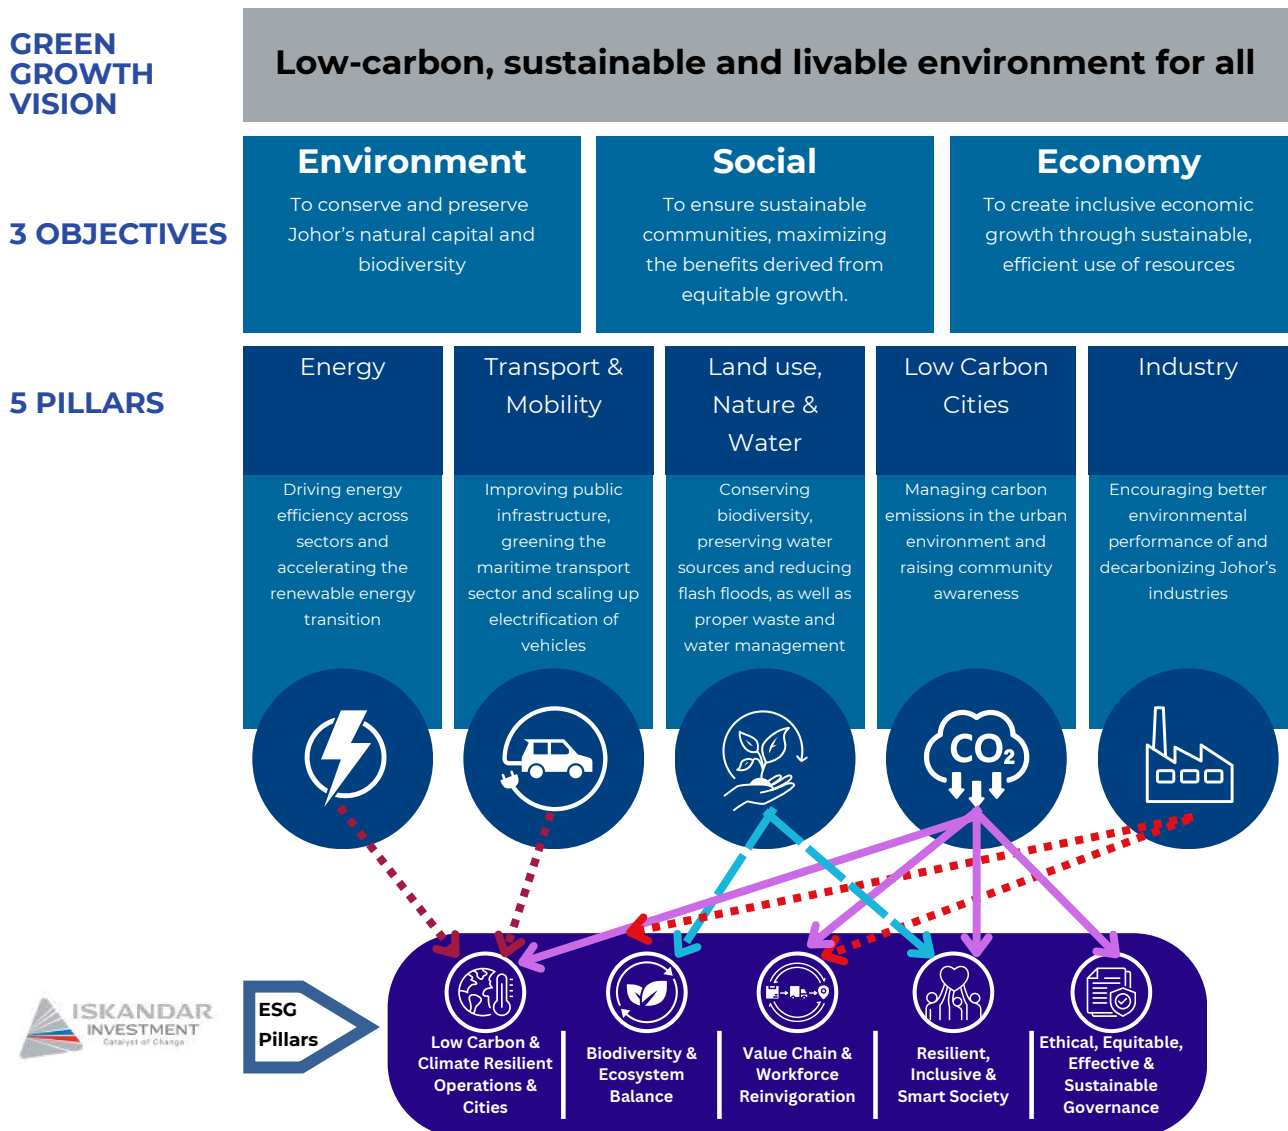 GREEN
GROWTH
VISION
Low-carbon, sustainable and livable environment for all
3 OBJECTIVES
Environment
To conserve and preserve
Johor's natural capital and
biodiversity
Social
To ensure sustainable
communities, maximizing
the benefits derived from
equitable growth.
Economy
To create inclusive economic
growth through sustainable,
efficient use of resources
5 PILLARS
Energy
Driving energy
efficiency across
sectors and
accelerating the
renewable energy
transition
Transport &
Mobility
Improving public
infrastructure,
greening the
maritime transport
sector and scaling up
electrification of
vehicles
Land use,
Nature &
Water
Conserving
biodiversity,
preserving water
sources and reducing
flash floods, as well as
proper waste and
water management
Low Carbon
Cities
Managing carbon
emissions in the urban
environment and
raising community
awareness
CO₂
Industry
Encouraging better
environmental
performance of and
decarbonizing Johor's
industries
ISKANDAR
INVESTMENT
Catalyst of Change
ESG
Pillars
Low Carbon &
Climate Resilient
Operations &
Cities
Biodiversity &
Ecosystem
Balance
Value Chain &
Workforce
Reinvigoration
Resilient,
Inclusive &
Smart Society
Ethical, Equitable,
Effective &
Sustainable
Governance